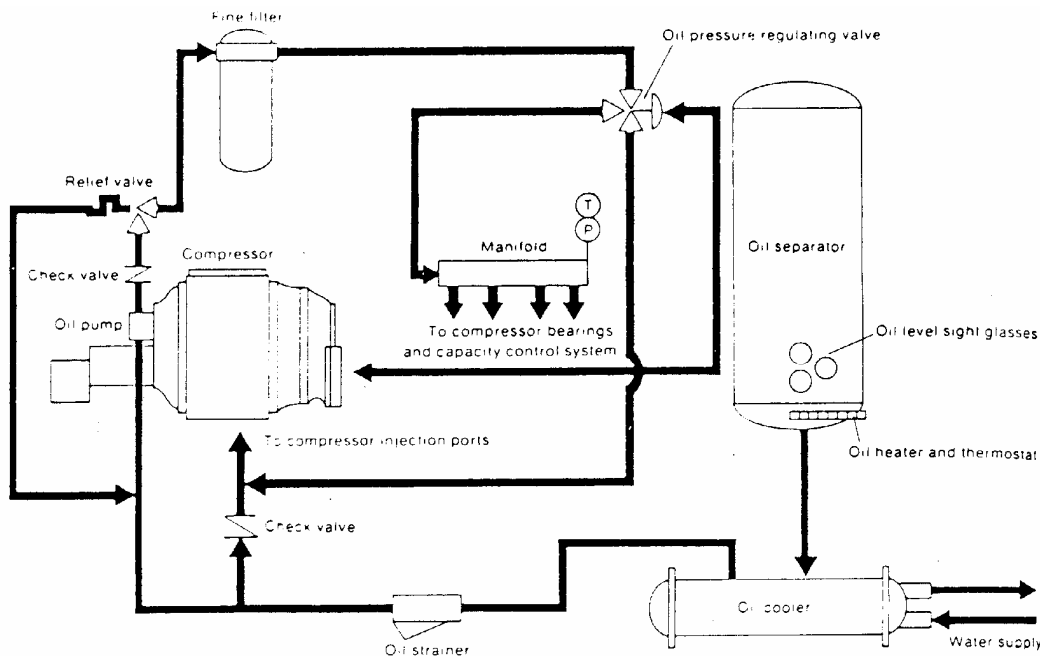 Fine filter
Oil pressure regulating valve
Relief valve
T
P
Compressor
Manifold
Oil separator
Check valve
Oil pump
To compressor bearings
and capacity control system
Oil level sight glasses
To compressor injection ports
Oil heater and thermostat
Check valve
Oil cooler
Oil strainer
Water supply